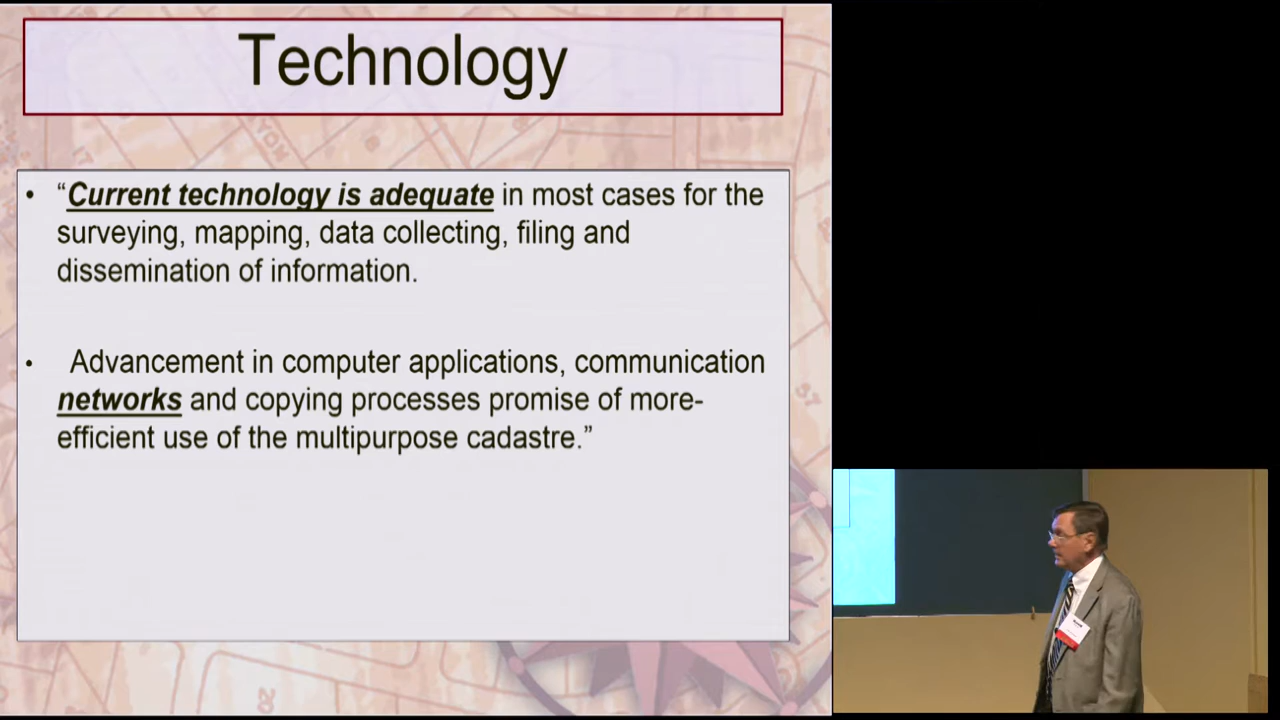 Technology
• “Current technology is adequate in most cases for the
surveying, mapping, data collecting, filing and
dissemination of information.
• Advancement in computer applications, communication
networks and copying processes promise of more-
efficient use of the multipurpose cadastre.”